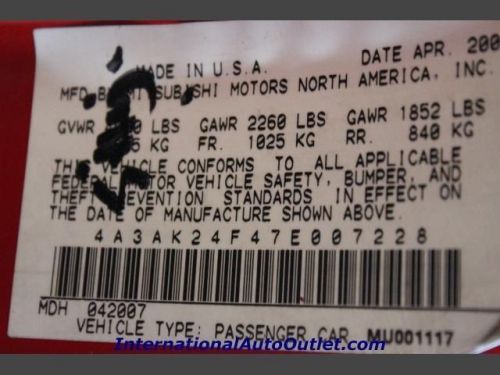 MADE IN U.S.A. DATE APR. 200
MFD MITSUBISHI MOTORS NORTH AMERICA, INC.
GVWR LBS GAWR 2260 LBS GAWR 1852 LBS
KG FR. 1025 KG RR. 840 KG
THIS VEHICLE CONFORMS TO ALL APPLICABLE
FEDERAL MOTOR VEHICLE SAFETY, BUMPER, AND
THEFT PREVENTION STANDARDS IN EFFECT ON
THE DATE OF MANUFACTURE SHOWN ABOVE.
4A3AK24F47E007228
MDH 042007
VEHICLE TYPE: PASSENGER CAR MU001117
InternationalAutoOutlet.com